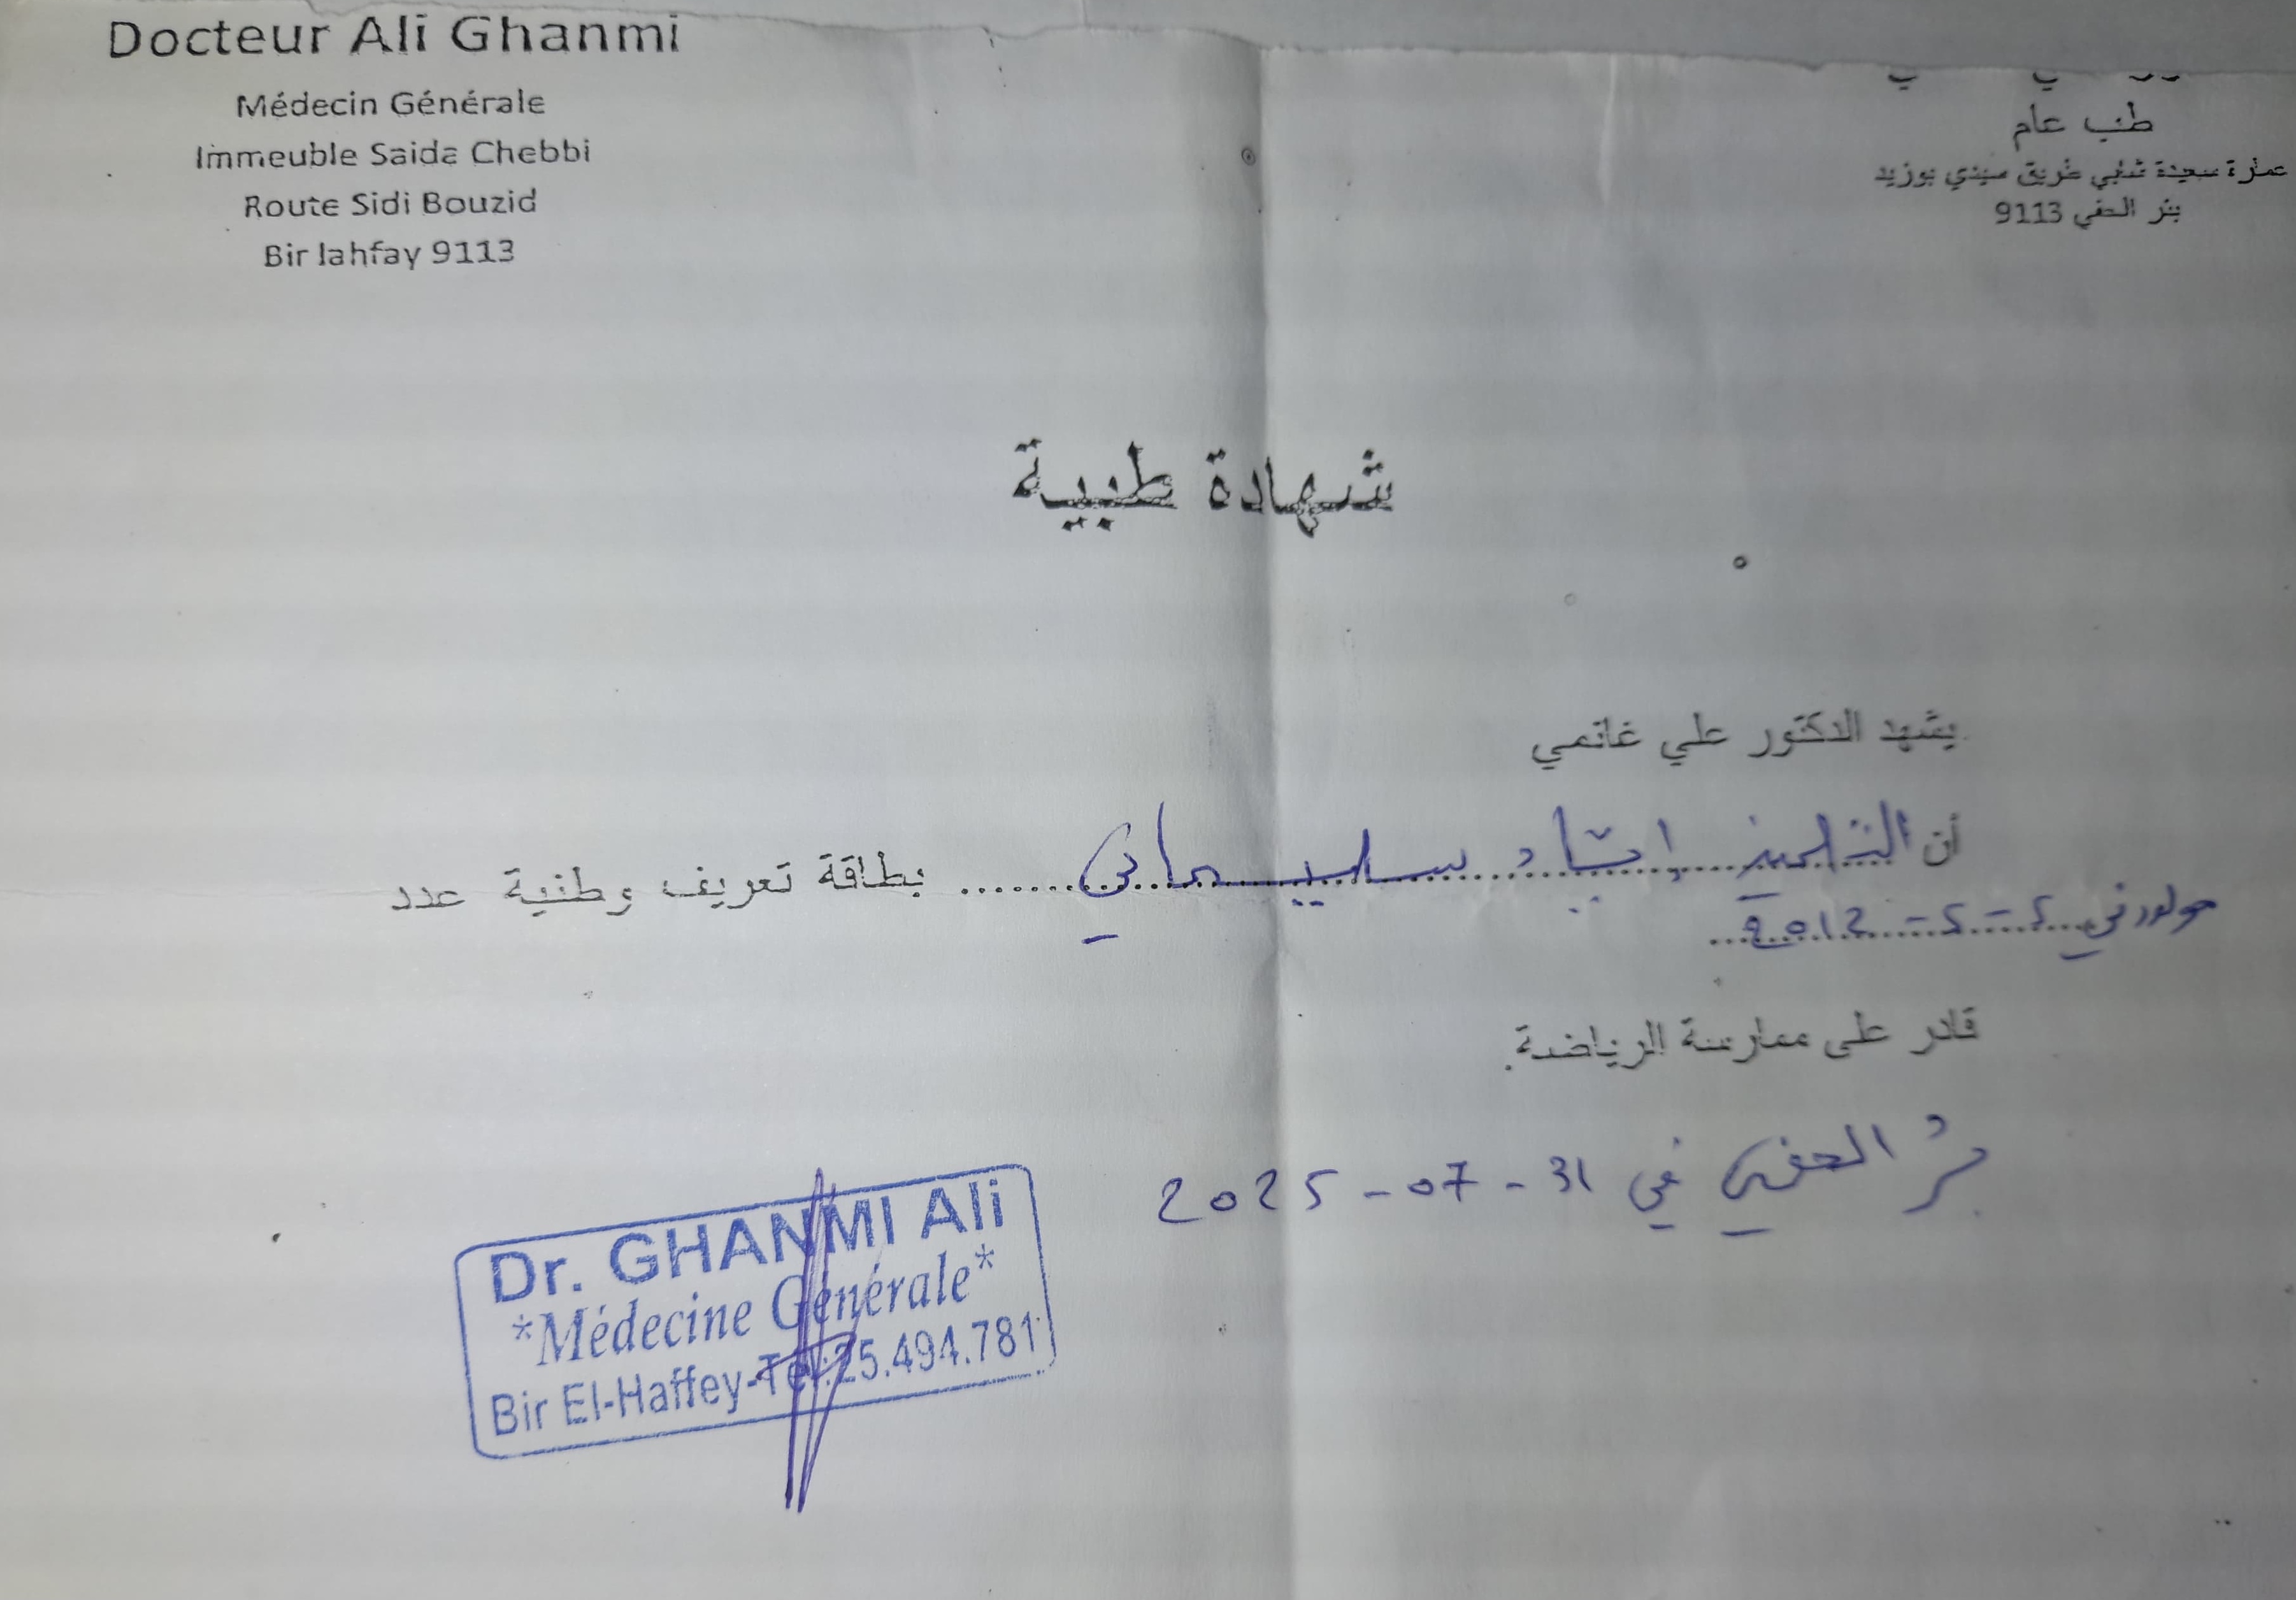 Docteur Ali Ghanmi
Médecin Générale
Immeuble Saida Chebbi
Route Sidi Bouzid
Bir lahfay 9113
طب عام
عمارة سعيدة شابي طريق سيدي بوزيد
بئر الحفي 9113
شهادة طبية
يشهد الدكتور علي غانمي
أن التلميذ اياد سليماني بطاقة تعريف وطنية عدد
مولود في 2 - 2 - 2012
قادر على ممارسة الرياضة.
بئر الحفي في 31 - 07 - 2025
Dr. GHANMI Ali
*Médecine Générale*
Bir El-Haffey-Tél:25.494.781